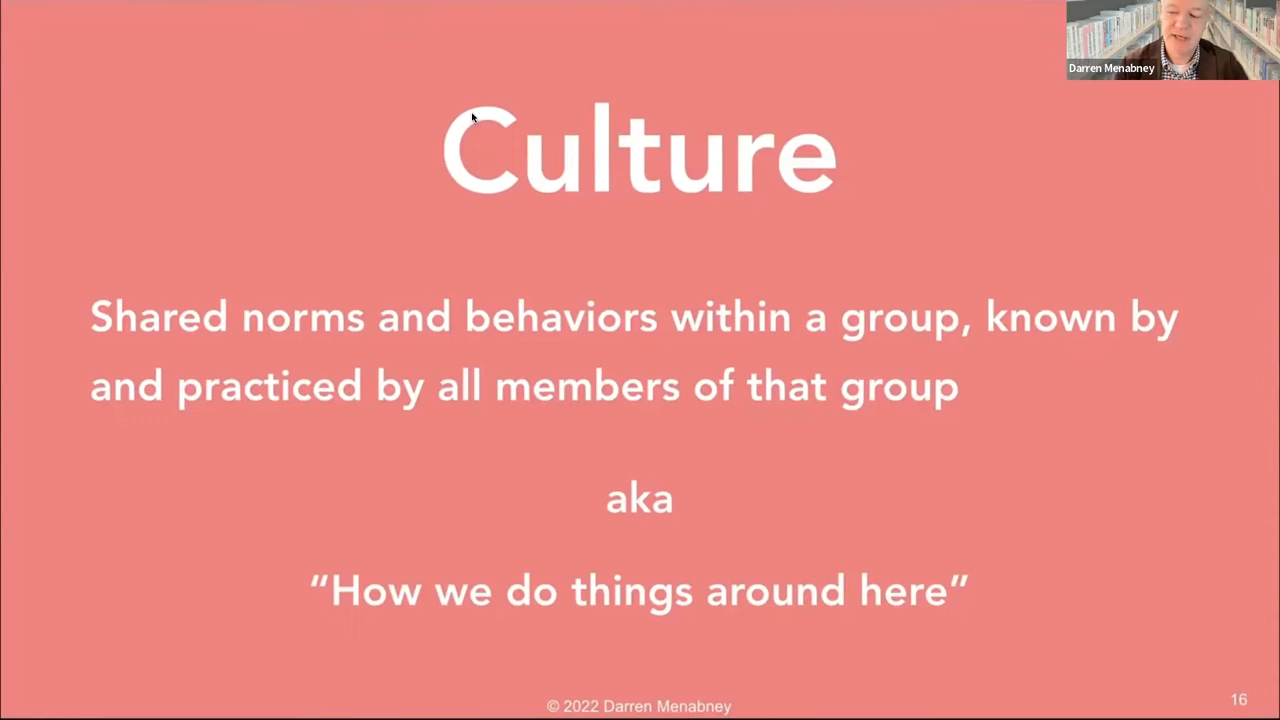 Darren Menabney
Culture
Shared norms and behaviors within a group, known by
and practiced by all members of that group
aka
“How we do things around here”
© 2022 Darren Menabney
16